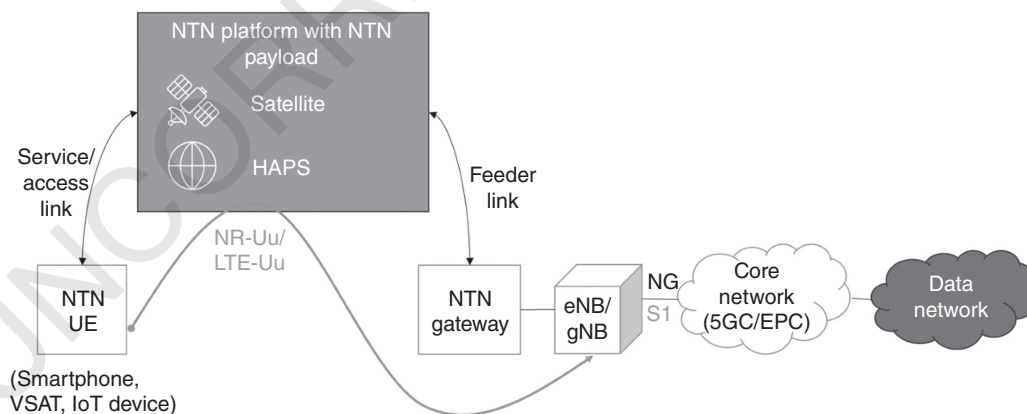 NTN platform with NTN
payload
Satellite
HAPS
Service/
access
link
Feeder
link
NR-Uu/
LTE-Uu
NTN
UE
NTN
gateway
eNB/
gNB
NG
S1
Core
network
(5GC/EPC)
Data
network
(Smartphone,
VSAT, IoT device)